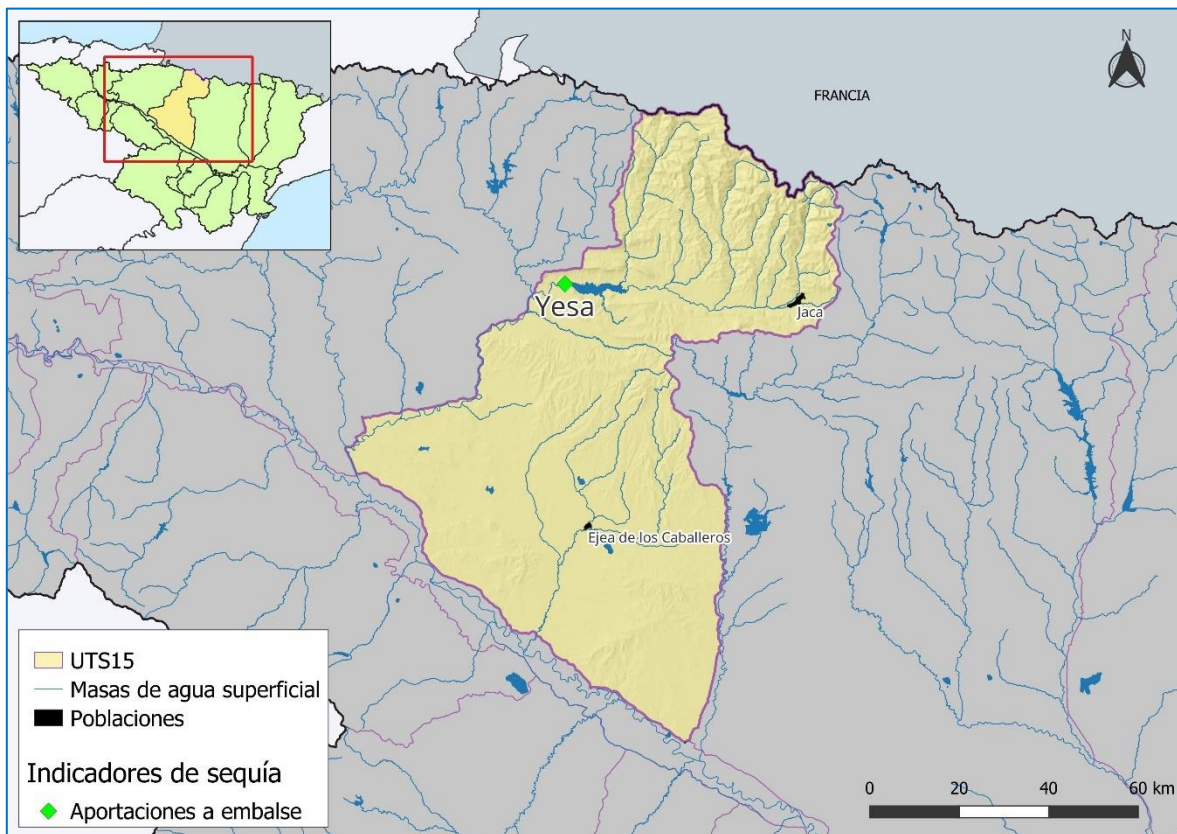 N
FRANCIA
Yesa
Jaca
Ejea de los Caballeros
UTS15
Masas de agua superficial
Poblaciones
Indicadores de sequía
Aportaciones a embalse
0 20 40 60 km